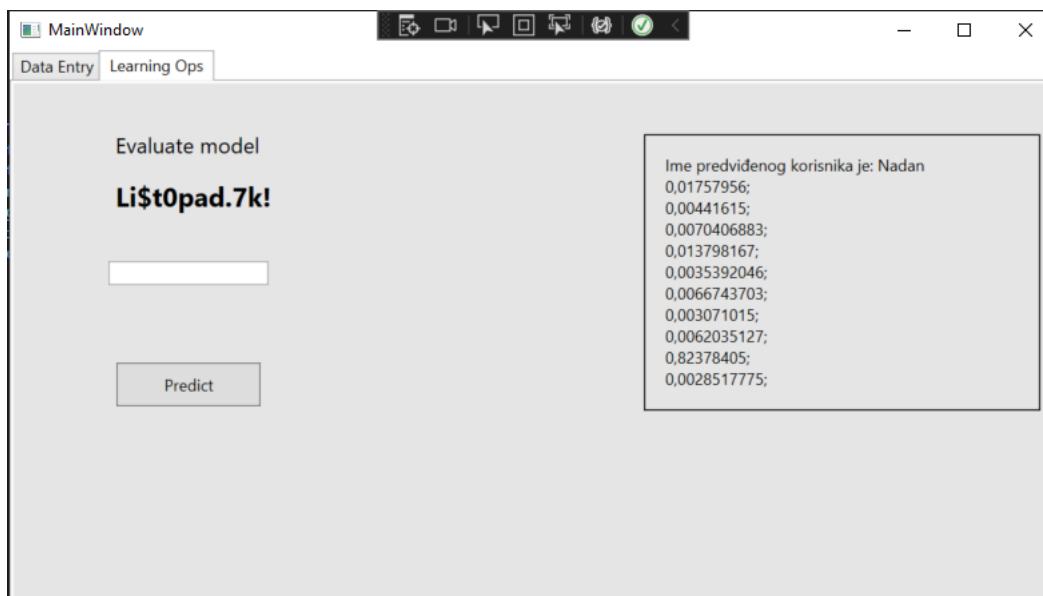 MainWindow
Data Entry
Learning Ops
Evaluate model
Li$t0pad.7k!
Predict
Ime predviđenog korisnika je: Nadan
0,01757956;
0,00441615;
0,0070406883;
0,013798167;
0,0035392046;
0,0066743703;
0,003071015;
0,0062035127;
0,82378405;
0,0028517775;